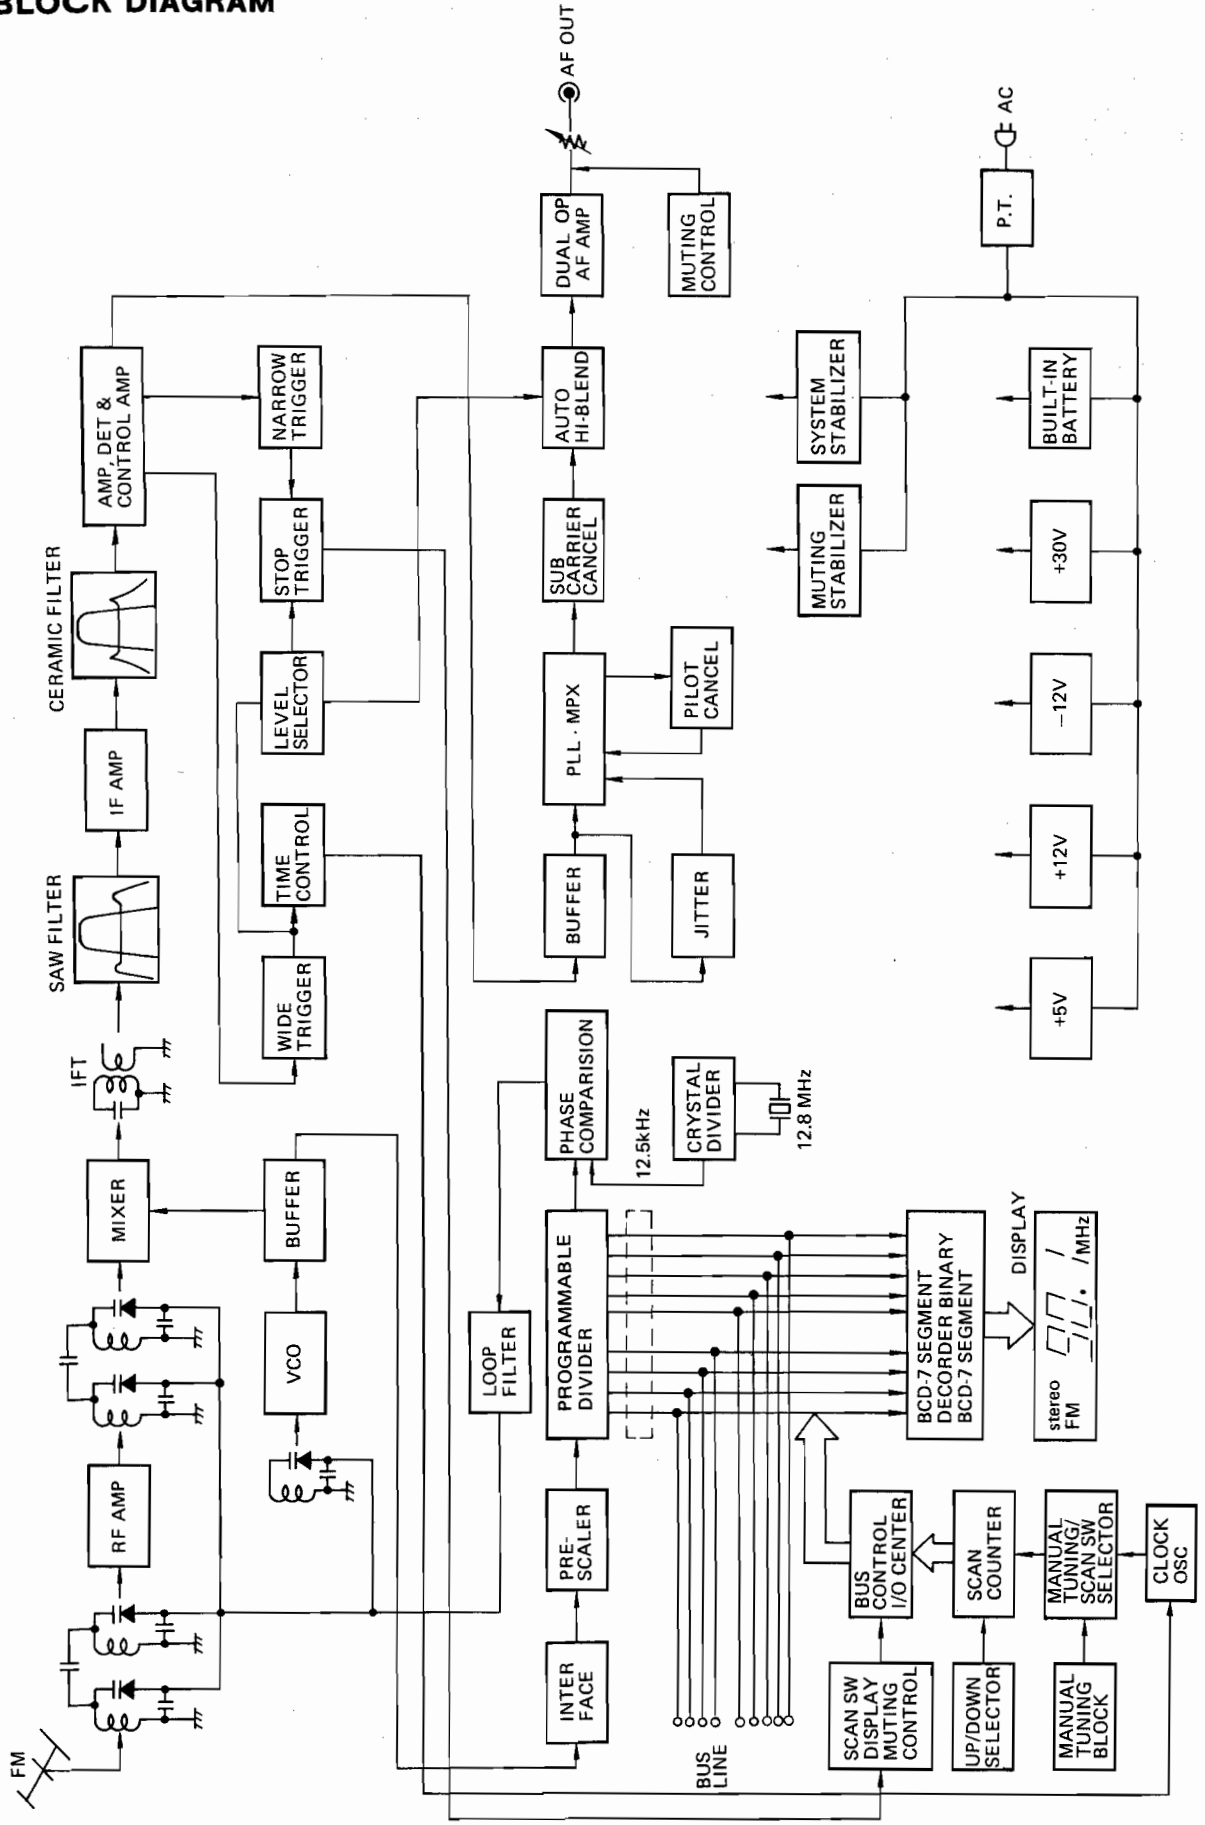 BLOCK DIAGRAM
FM
RF AMP
MIXER
IFT
SAW FILTER
IF AMP
CERAMIC FILTER
AMP, DET &
CONTROL AMP
VCO
BUFFER
WIDE
TRIGGER
TIME
CONTROL
LEVEL
SELECTOR
STOP
TRIGGER
NARROW
TRIGGER
LOOP
FILTER
INTER
FACE
PRE-
SCALER
PROGRAMMABLE
DIVIDER
PHASE
COMPARISION
12.5kHz
CRYSTAL
DIVIDER
12.8 MHz
BUFFER
JITTER
PLL · MPX
PILOT
CANCEL
SUB
CARRIER
CANCEL
AUTO
HI-BLEND
DUAL OP
AF AMP
MUTING
CONTROL
AF OUT
BUS
LINE
SCAN SW
DISPLAY
MUTING
CONTROL
BUS
CONTROL
I/O CENTER
UP/DOWN
SELECTOR
SCAN
COUNTER
MANUAL
TUNING
BLOCK
MANUAL
TUNING/
SCAN SW
SELECTOR
CLOCK
OSC
BCD-7 SEGMENT
DECORDER BINARY
BCD-7 SEGMENT
DISPLAY
stereo
FM
MHz
MUTING
STABILIZER
SYSTEM
STABILIZER
+5V
+12V
−12V
+30V
BUILT-IN
BATTERY
P.T.
AC